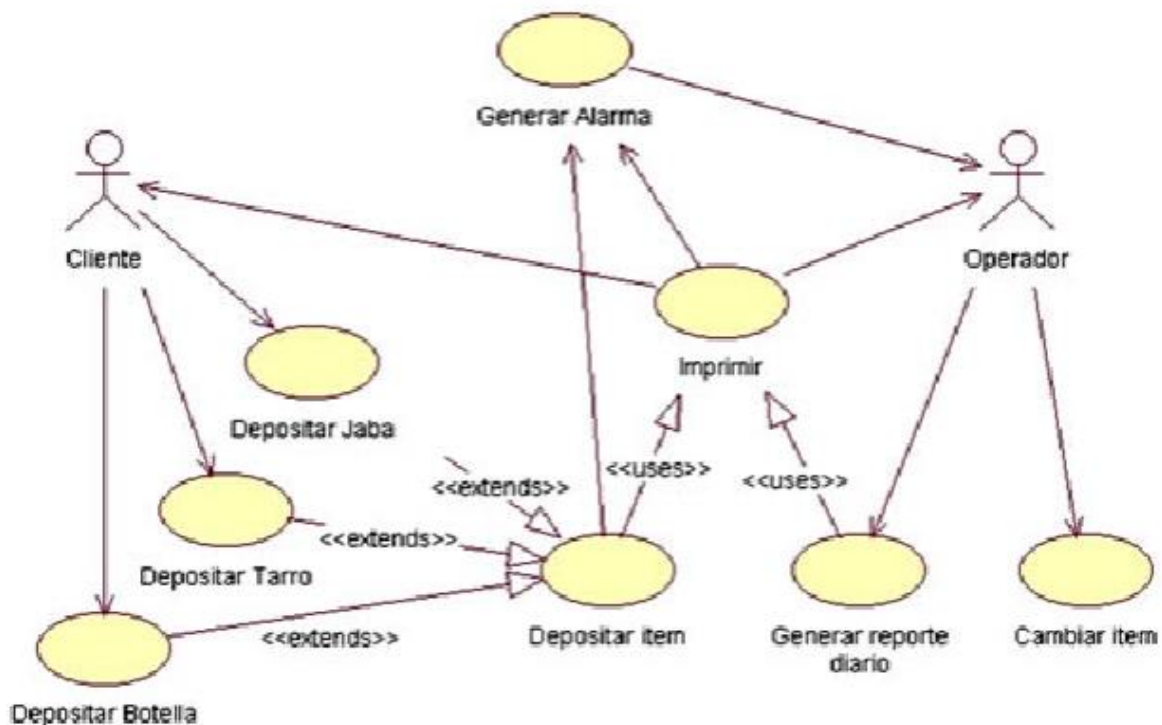 Generar Alarma
Cliente
Operador
Imprimir
Depositar Jaba
<<extends>>
<<uses>>
<<uses>>
<<extends>>
Depositar Tarro
<<extends>>
Depositar item
Generar reporte
diario
Cambiar item
Depositar Botella